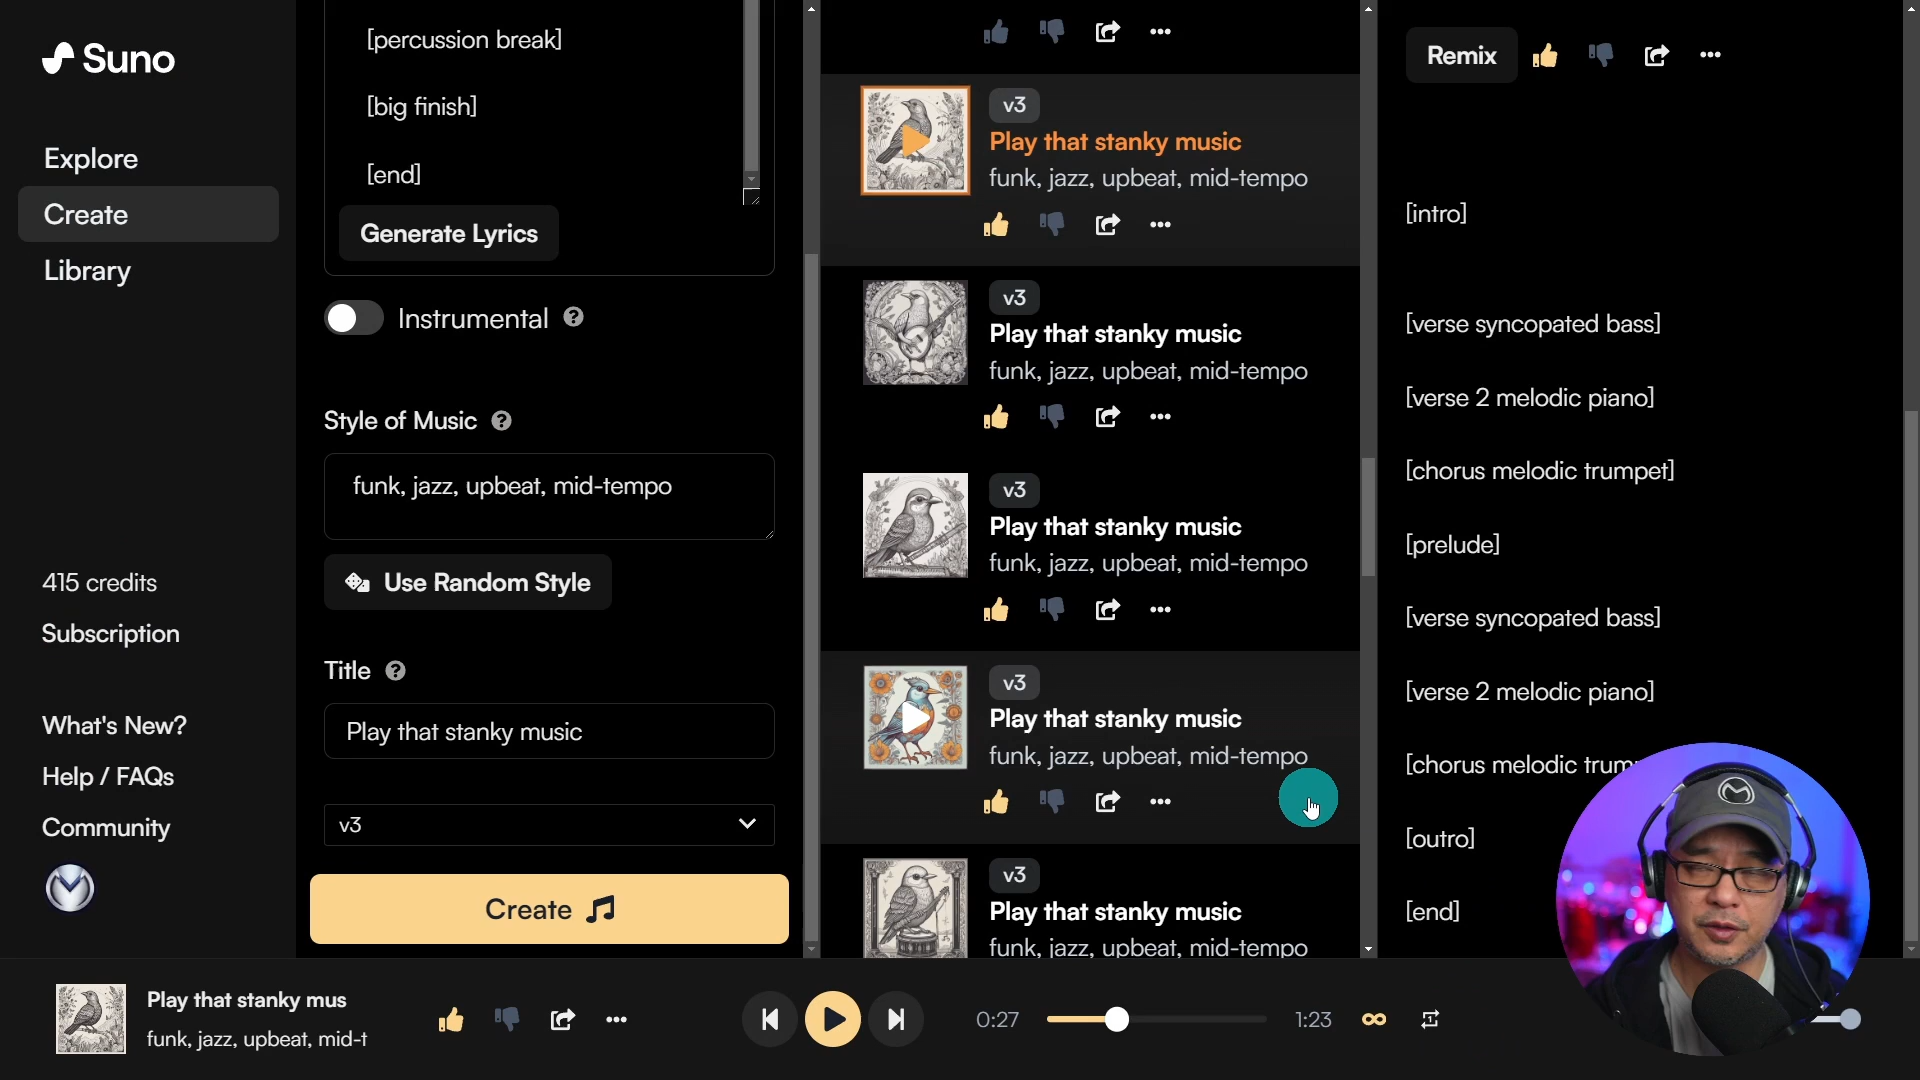 Suno
Explore
Create
Library
415 credits
Subscription
What's New?
Help / FAQs
Community
[percussion break]
[big finish]
[end]
Generate Lyrics
Instrumental
Style of Music
funk, jazz, upbeat, mid-tempo
Use Random Style
Title
Play that stanky music
v3
Create
v3
Play that stanky music
funk, jazz, upbeat, mid-tempo
v3
Play that stanky music
funk, jazz, upbeat, mid-tempo
v3
Play that stanky music
funk, jazz, upbeat, mid-tempo
v3
Play that stanky music
funk, jazz, upbeat, mid-tempo
v3
Play that stanky music
funk, jazz, upbeat, mid-tempo
Remix
[intro]
[verse syncopated bass]
[verse 2 melodic piano]
[chorus melodic trumpet]
[prelude]
[verse syncopated bass]
[verse 2 melodic piano]
[chorus melodic trum
[outro]
[end]
Play that stanky mus
funk, jazz, upbeat, mid-t
0:27
1:23